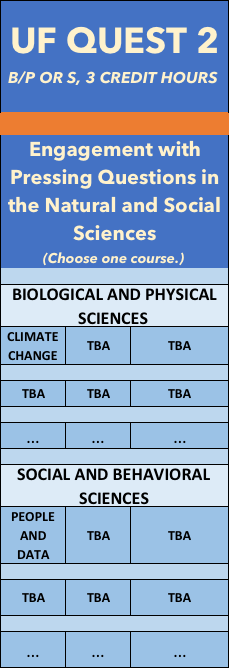 UF QUEST 2
B/P OR S, 3 CREDIT HOURS
Engagement with
Pressing Questions in
the Natural and Social
Sciences
(Choose one course.)
BIOLOGICAL AND PHYSICAL
SCIENCES
CLIMATE
CHANGE
TBA
TBA
TBA
TBA
TBA
...
...
...
SOCIAL AND BEHAVIORAL
SCIENCES
PEOPLE
AND
DATA
TBA
TBA
TBA
TBA
TBA
...
...
...